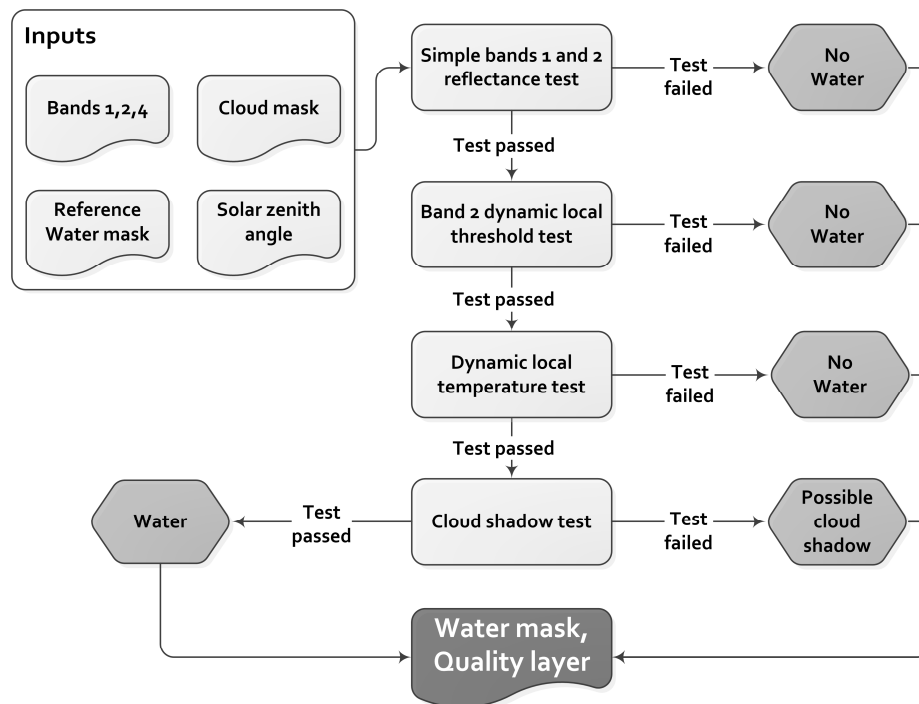 Inputs
Bands 1,2,4
Cloud mask
Reference
Water mask
Solar zenith
angle
Simple bands 1 and 2
reflectance test
Test
failed
No
Water
Test passed
Band 2 dynamic local
threshold test
Test
failed
No
Water
Test passed
Dynamic local
temperature test
Test
failed
No
Water
Test passed
Water
Test
passed
Cloud shadow test
Test
failed
Possible
cloud
shadow
Water mask,
Quality layer